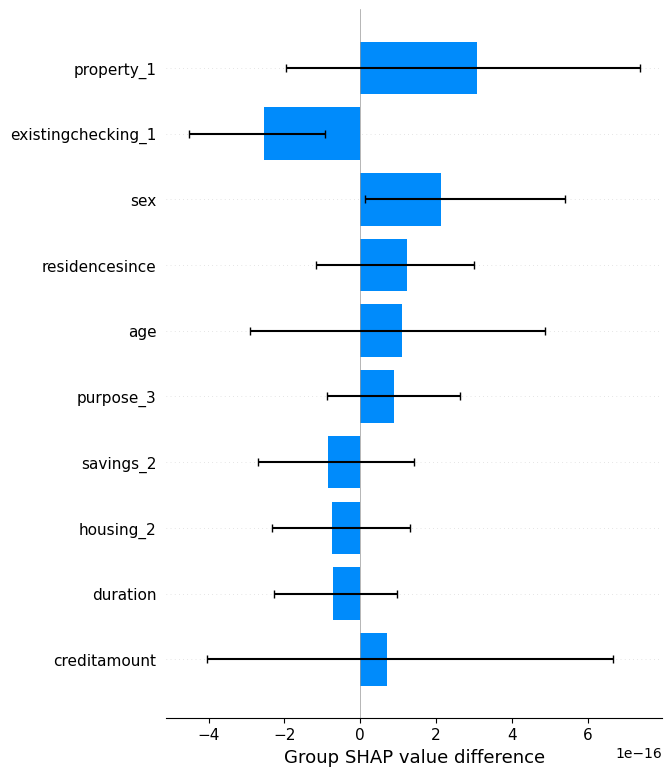 property_1
existingchecking_1
sex
residencesince
age
purpose_3
savings_2
housing_2
duration
creditamount
−4 −2 0 2 4 6
1e−16
Group SHAP value difference